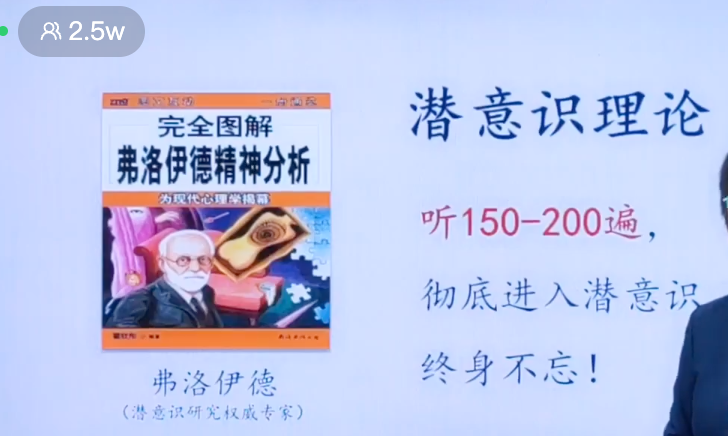 2.5w
完全图解
弗洛伊德精神分析
为现代心理学揭幕
弗洛伊德
（潜意识研究权威专家）
潜意识理论
听150-200遍，
彻底进入潜意识
终身不忘！